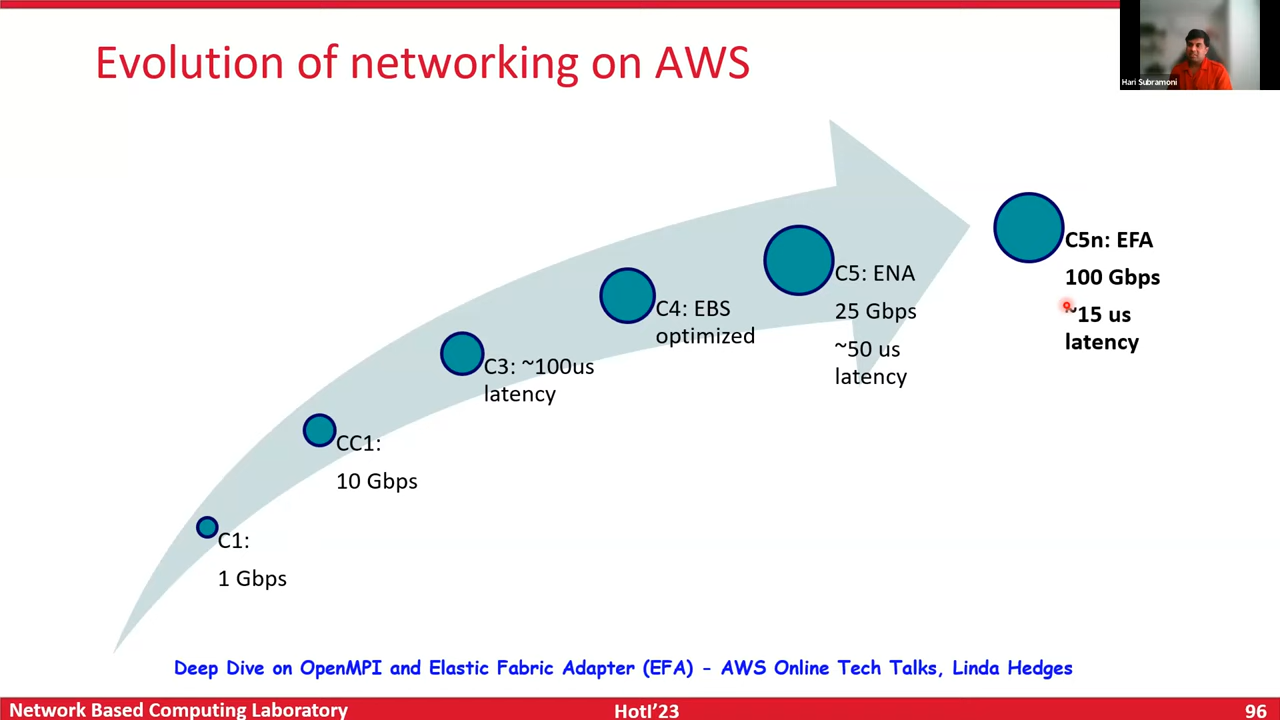 Evolution of networking on AWS
Hari Subramoni
C5n: EFA
100 Gbps
~15 us
latency
C5: ENA
25 Gbps
~50 us
latency
C4: EBS
optimized
C3: ~100us
latency
CC1:
10 Gbps
C1:
1 Gbps
Deep Dive on OpenMPI and Elastic Fabric Adapter (EFA) - AWS Online Tech Talks, Linda Hedges
Network Based Computing Laboratory
HotI'23
96